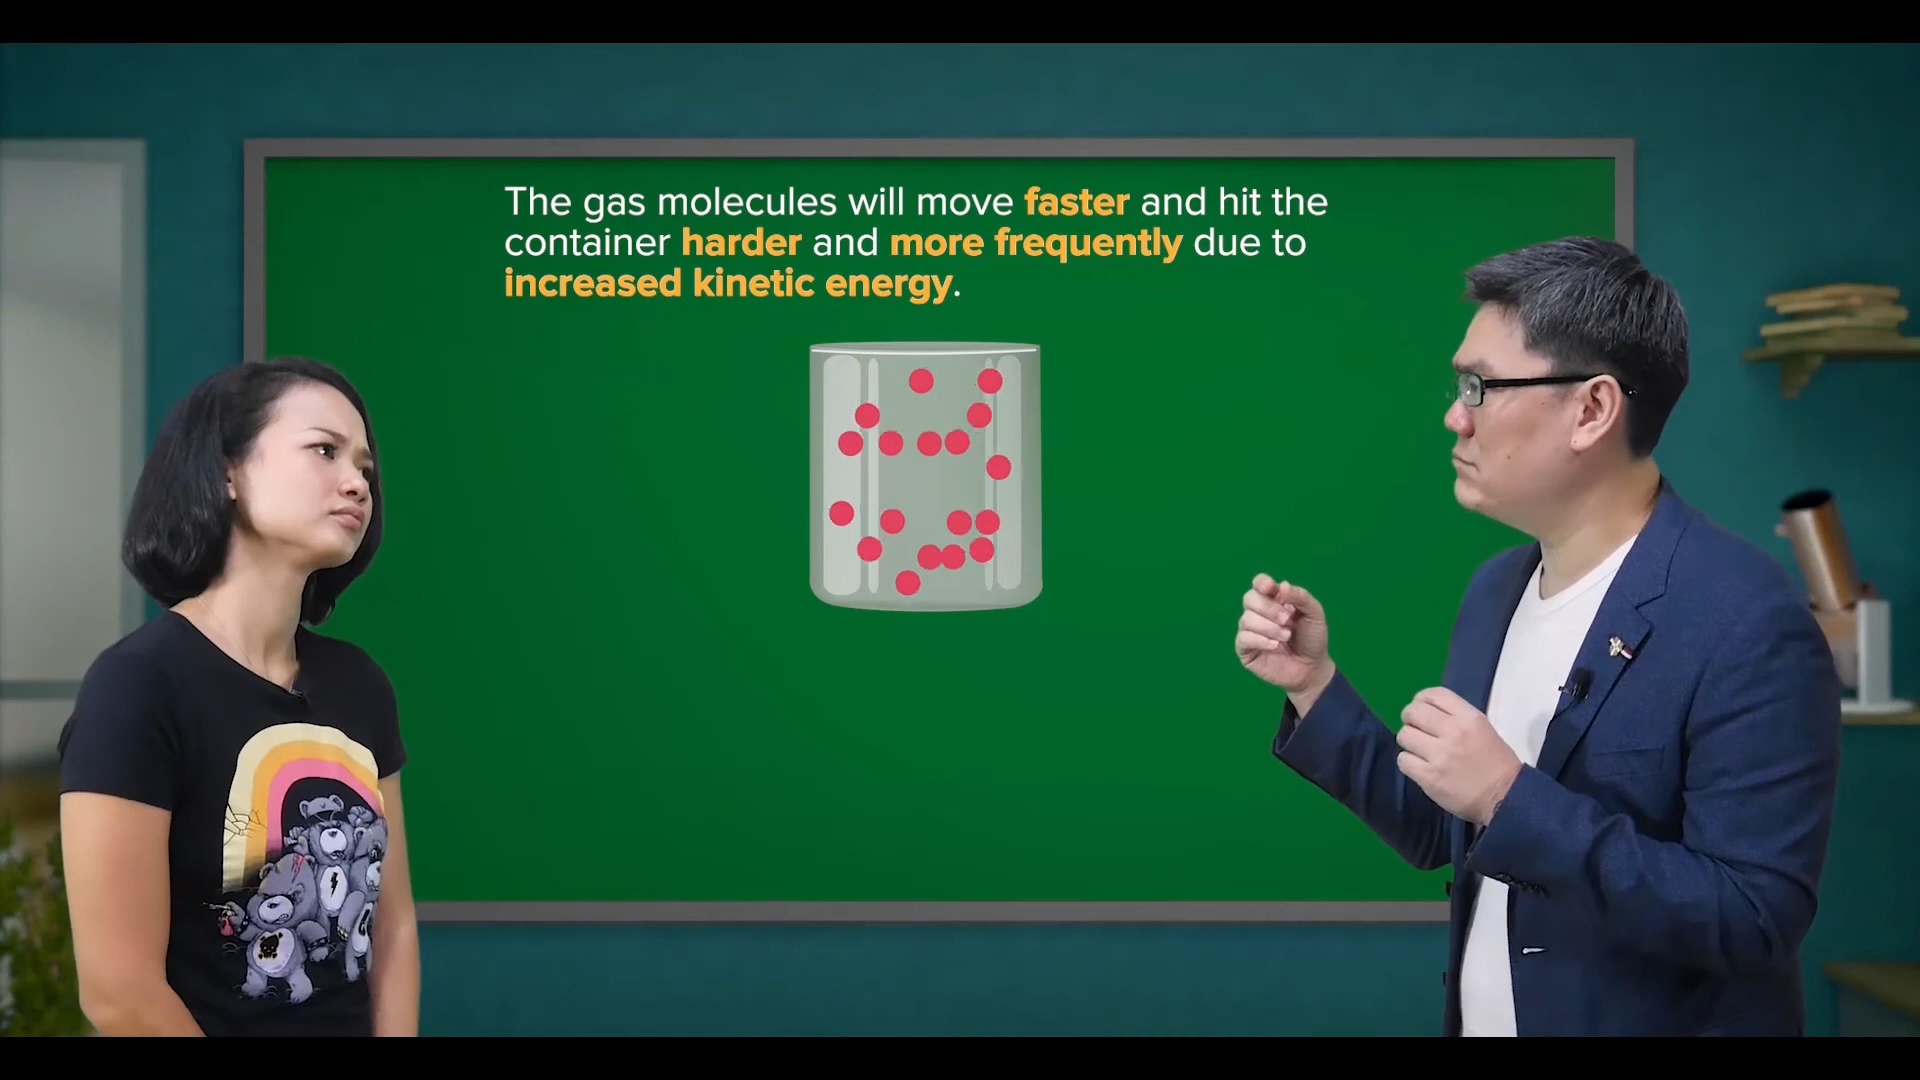 The gas molecules will move faster and hit the
container harder and more frequently due to
increased kinetic energy.